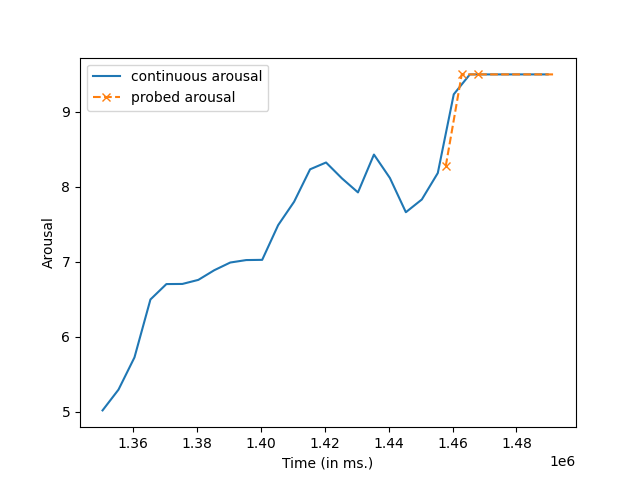 continuous arousal
probed arousal
9
8
7
6
5
Arousal
1.36 1.38 1.40 1.42 1.44 1.46 1.48
Time (in ms.)
1e6